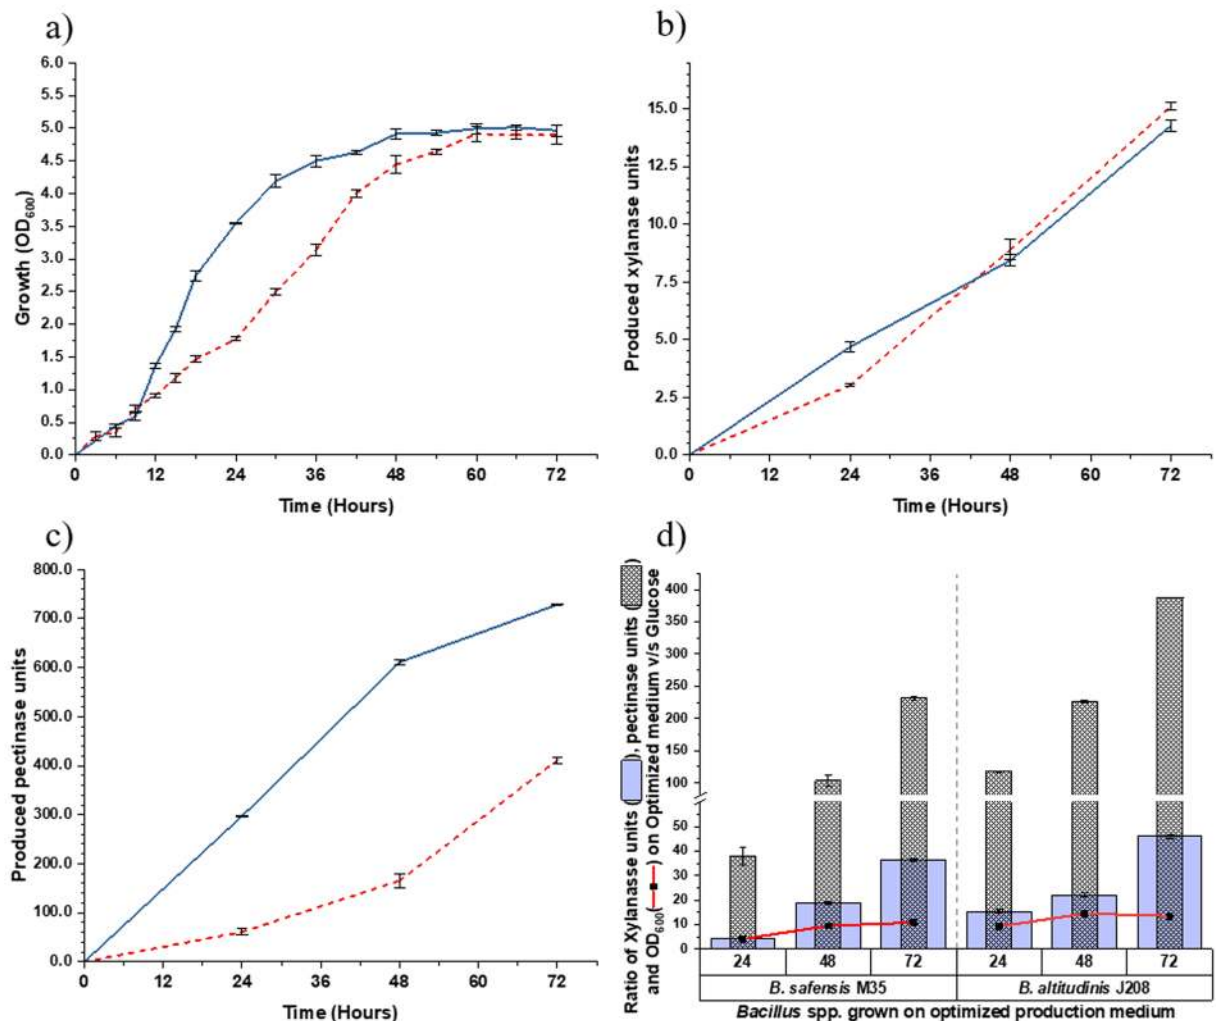 a)
6.0
5.5
5.0
4.5
4.0
3.5
3.0
2.5
2.0
1.5
1.0
0.5
0.0
Growth (OD600)
0 12 24 36 48 60 72
Time (Hours)
b)
15.0
12.5
10.0
7.5
5.0
2.5
0.0
Produced xylanase units
0 12 24 36 48 60 72
Time (Hours)
c)
800.0
700.0
600.0
500.0
400.0
300.0
200.0
100.0
0.0
Produced pectinase units
0 12 24 36 48 60 72
Time (Hours)
d)
Ratio of Xylanasse units ( ), pectinase units ( )
and OD600( ) on Optimized medium v/s Glucose
400
350
300
250
200
150
100
50
40
30
20
10
0
24 48 72 24 48 72
B. safensis M35 B. altitudinis J208
Bacillus spp. grown on optimized production medium